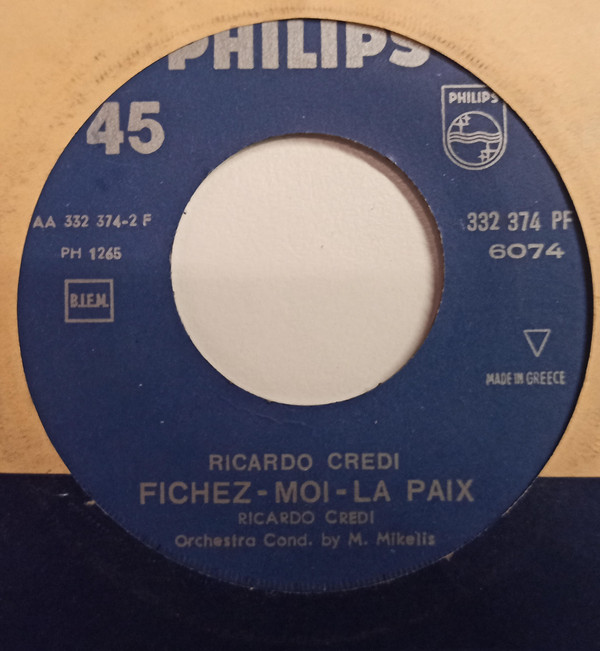 PHILIPS
45
PHILIPS
AA 332 374-2 F
332 374 PF
PH 1265
6074
B.I.E.M.
MADE IN GREECE
RICARDO CREDI
FICHEZ-MOI-LA PAIX
RICARDO CREDI
Orchestra Cond. by M. Mikelis